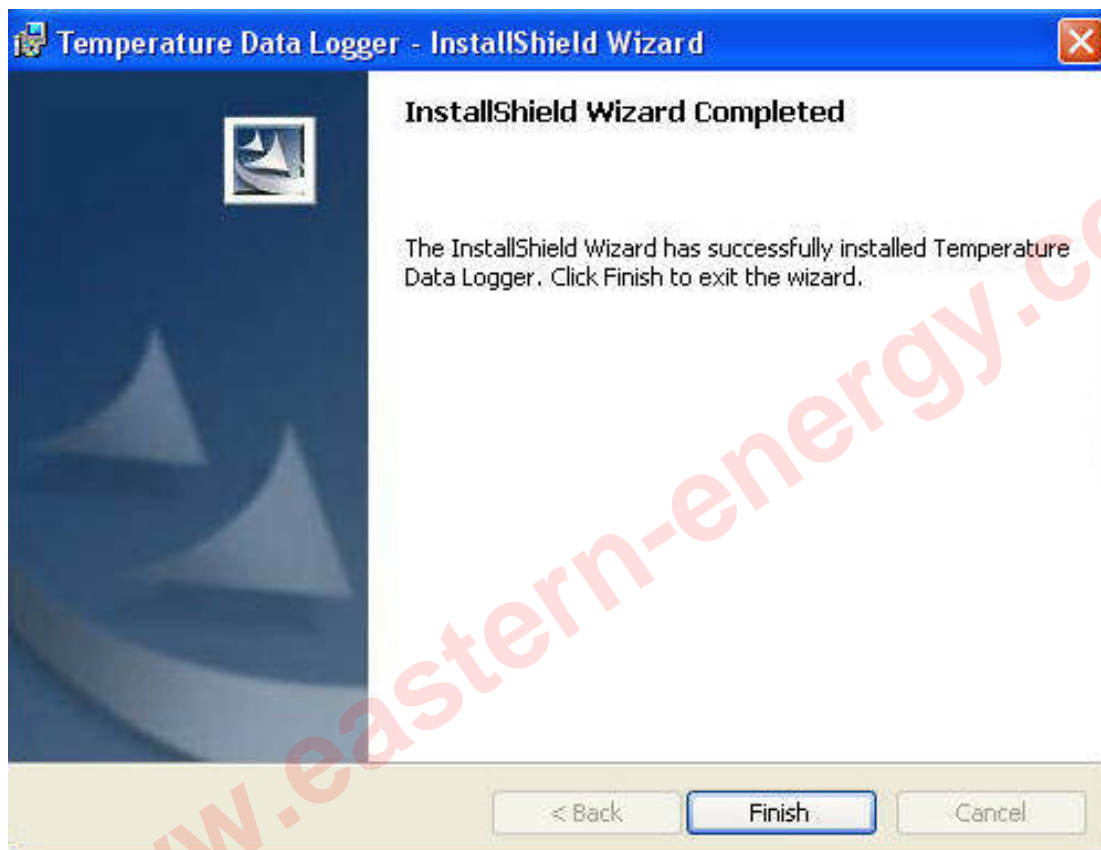 Temperature Data Logger - InstallShield Wizard
InstallShield Wizard Completed
The InstallShield Wizard has successfully installed Temperature
Data Logger. Click Finish to exit the wizard.
< Back
Finish
Cancel
www.eastern-energy.co